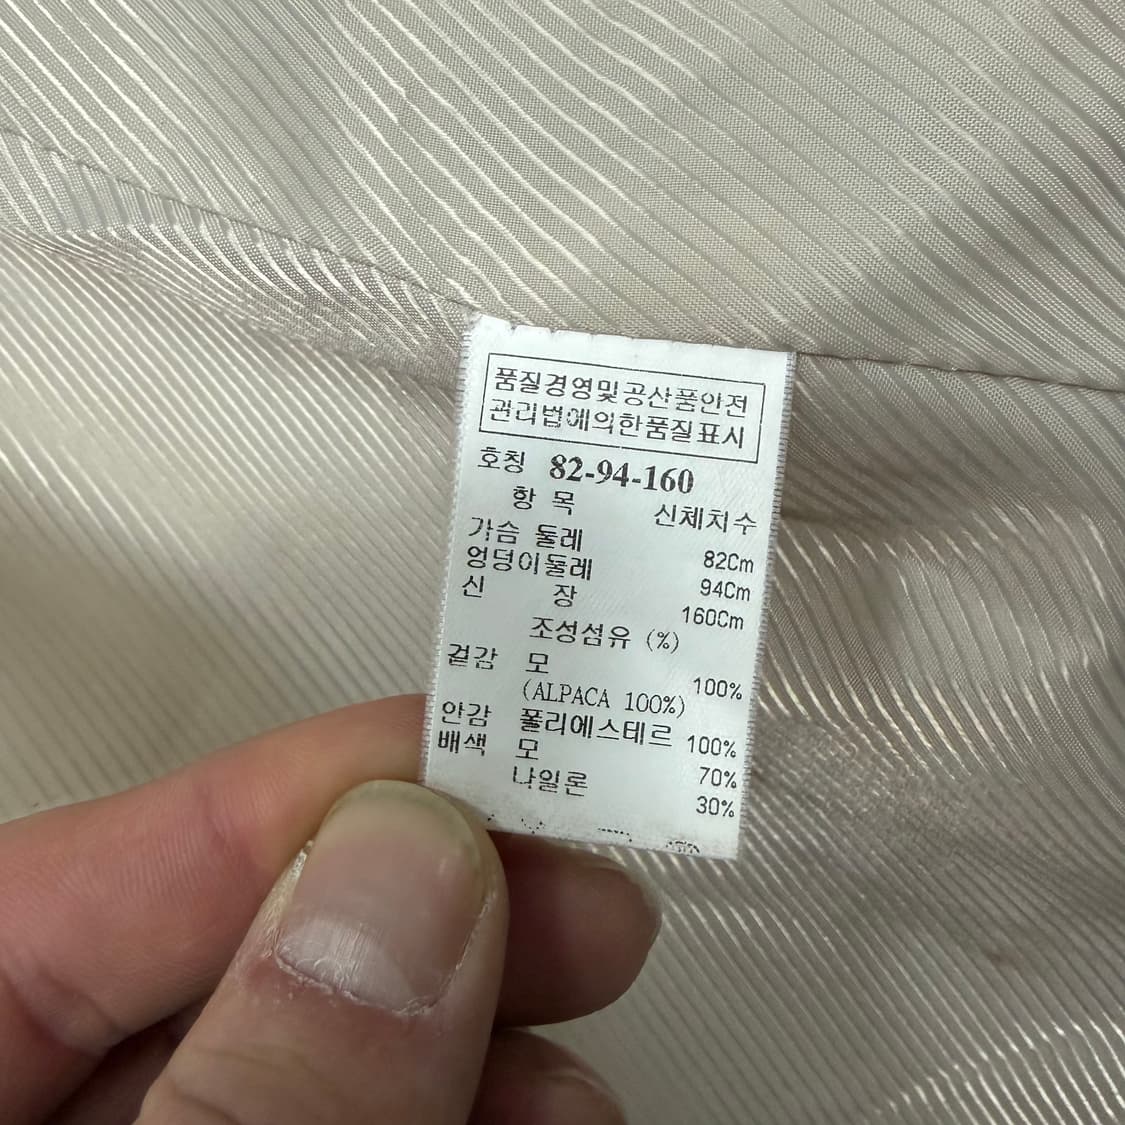 품질경영및공산품안전
관리법에의한품질표시
호칭 82-94-160
항 목 신체치수
가슴 둘레 82Cm
엉덩이둘레 94Cm
신 장 160Cm
조성섬유 (%)
겉감 모 100%
(ALPACA 100%)
안감 폴리에스테르 100%
배색 모 70%
나일론 30%